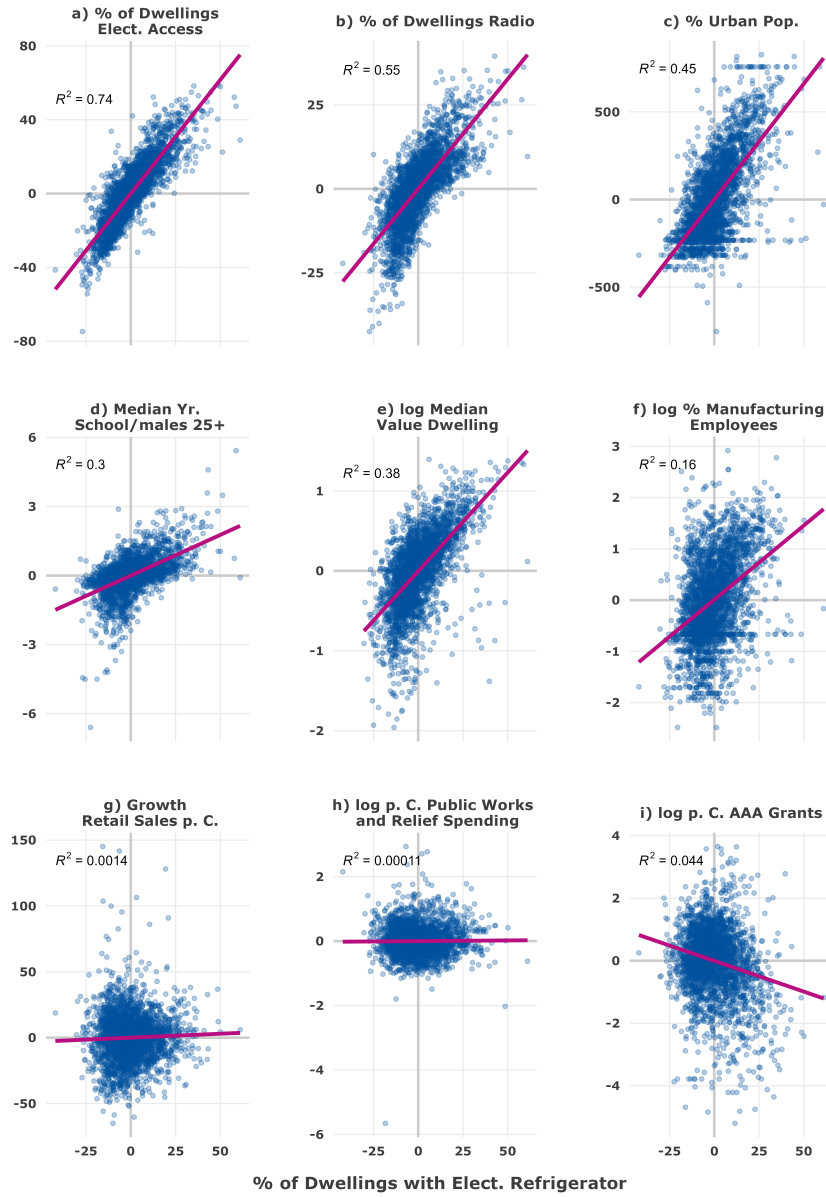 a) % of Dwellings
Elect. Access
b) % of Dwellings Radio
c) % Urban Pop.
80
40
0
-40
-80
R² = 0.74
25
0
-25
R² = 0.55
500
0
-500
R² = 0.45
d) Median Yr.
School/males 25+
e) log Median
Value Dwelling
f) log % Manufacturing
Employees
6
3
0
-3
-6
R² = 0.3
1
0
-1
-2
R² = 0.38
3
2
1
0
-1
-2
R² = 0.16
g) Growth
Retail Sales p. C.
h) log p. C. Public Works
and Relief Spending
i) log p. C. AAA Grants
150
100
50
0
-50
R² = 0.0014
2
0
-2
-4
-6
R² = 0.00011
4
2
0
-2
-4
R² = 0.044
-25 0 25 50
-25 0 25 50
-25 0 25 50
% of Dwellings with Elect. Refrigerator